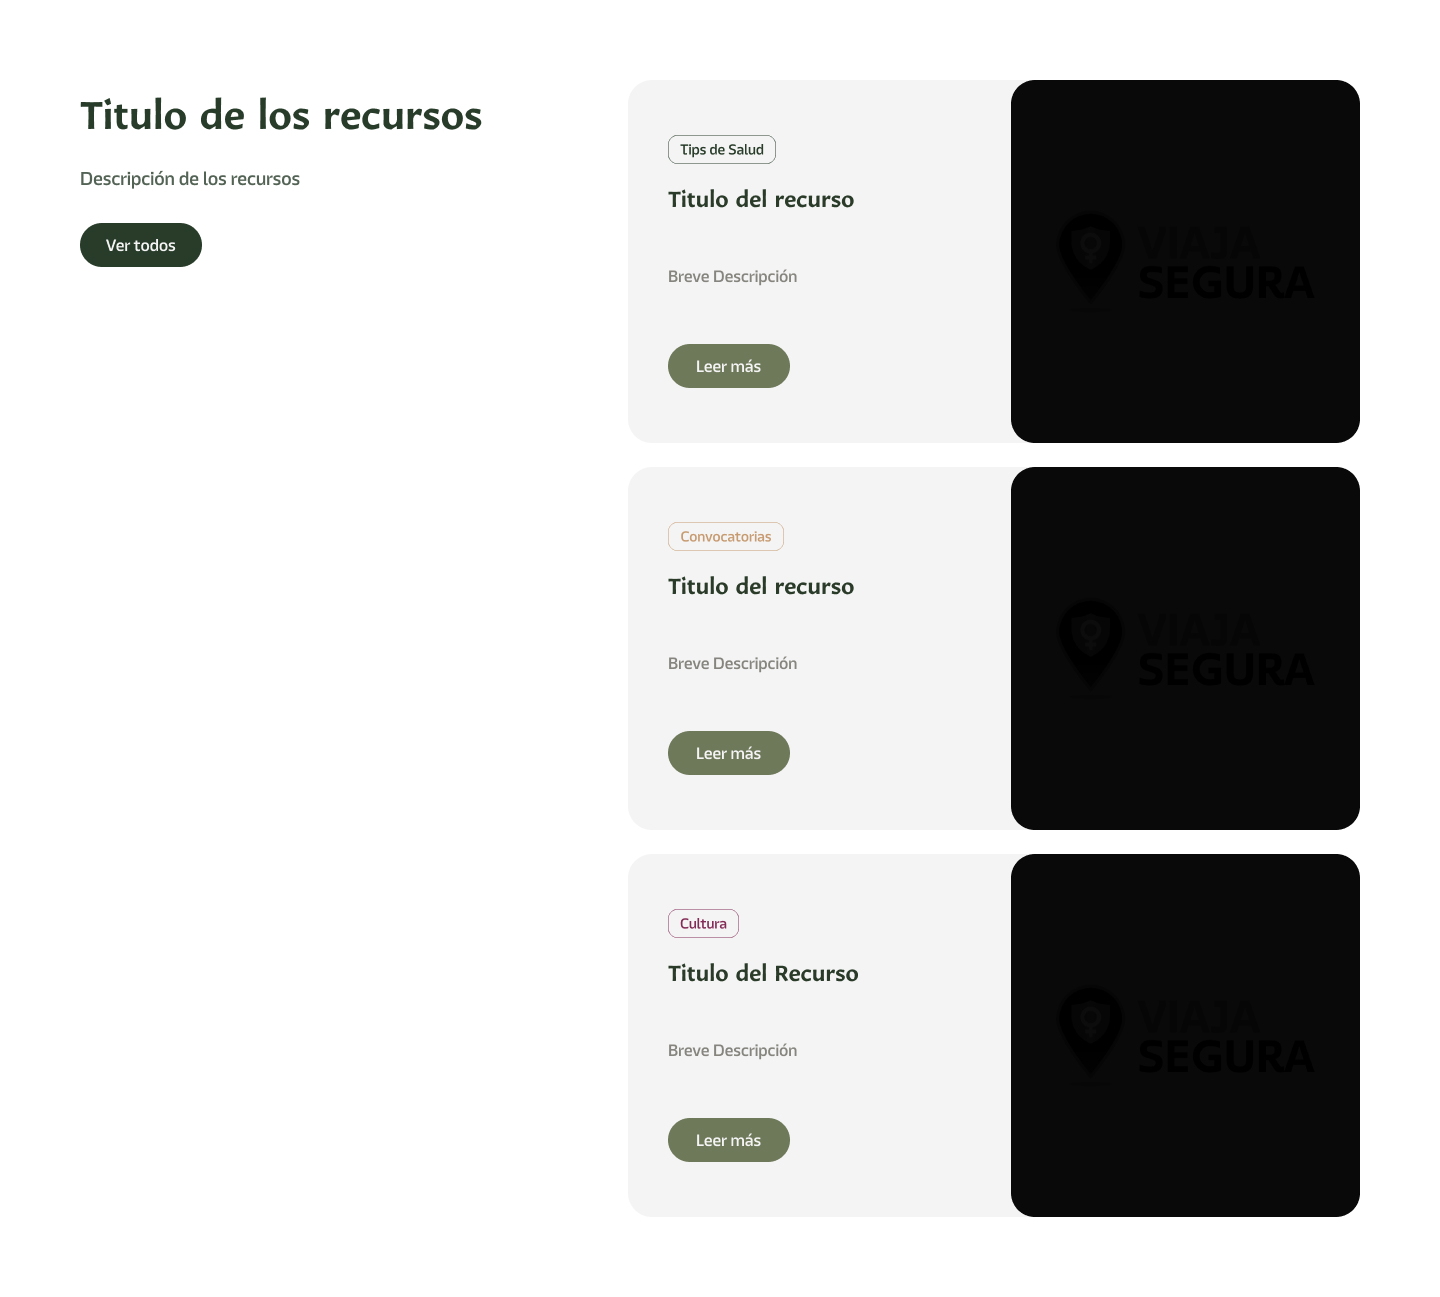 Titulo de los recursos
Descripción de los recursos
Ver todos
Tips de Salud
Titulo del recurso
Breve Descripción
Leer más
VIAJA
SEGURA
Convocatorias
Titulo del recurso
Breve Descripción
Leer más
VIAJA
SEGURA
Cultura
Titulo del Recurso
Breve Descripción
Leer más
VIAJA
SEGURA